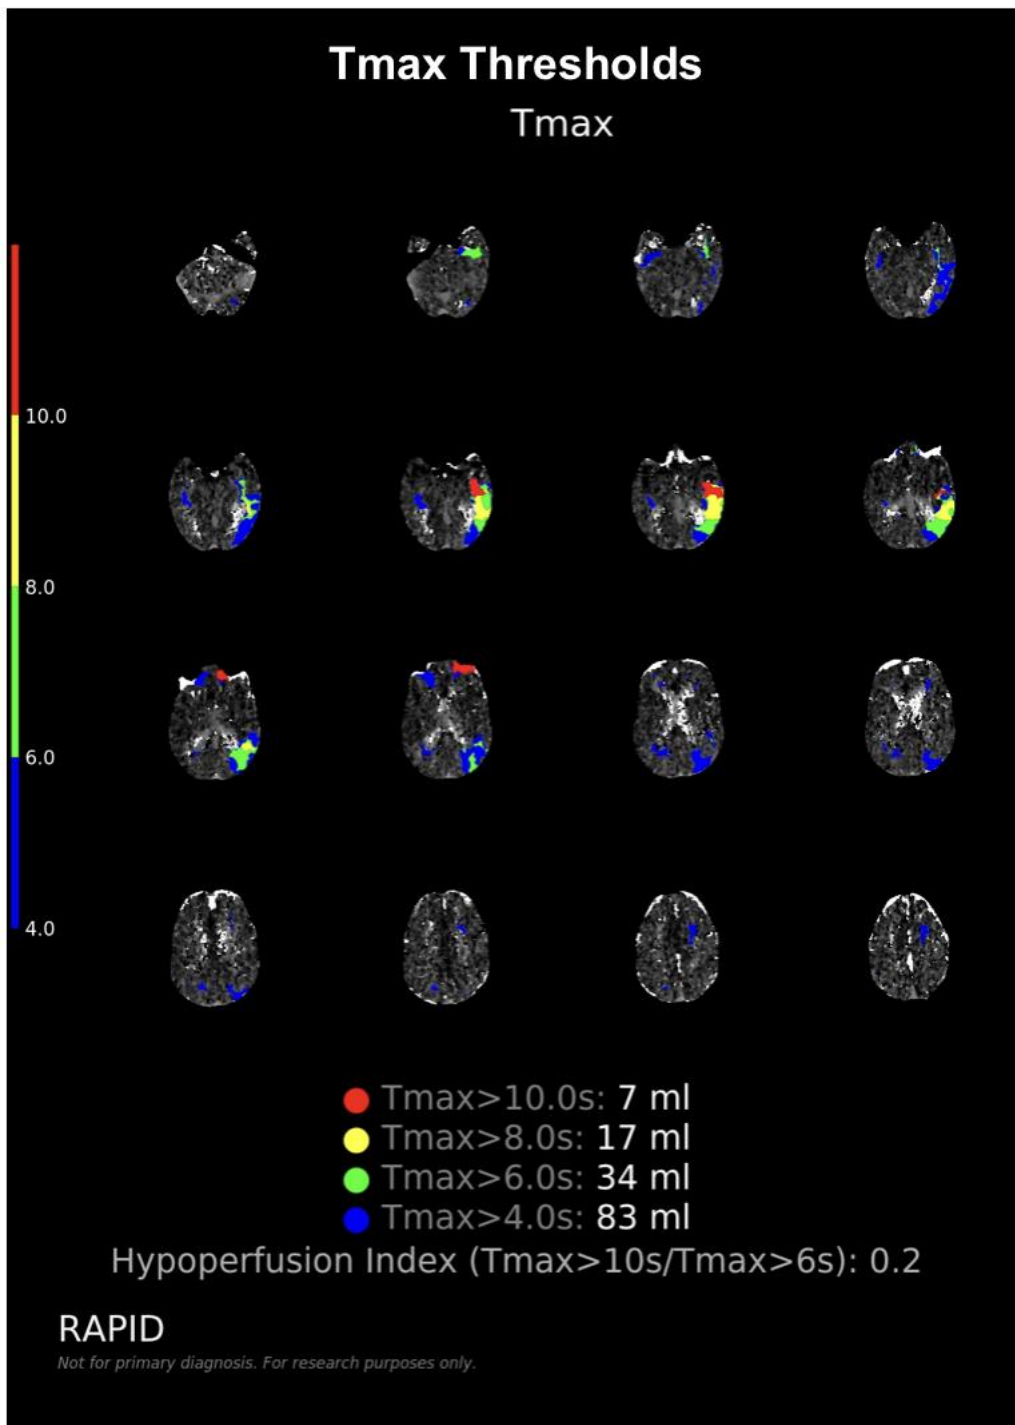 Tmax Thresholds
Tmax
10.0
8.0
6.0
4.0
Tmax>10.0s: 7 ml
Tmax>8.0s: 17 ml
Tmax>6.0s: 34 ml
Tmax>4.0s: 83 ml
Hypoperfusion Index (Tmax>10s/Tmax>6s): 0.2
RAPID
Not for primary diagnosis. For research purposes only.